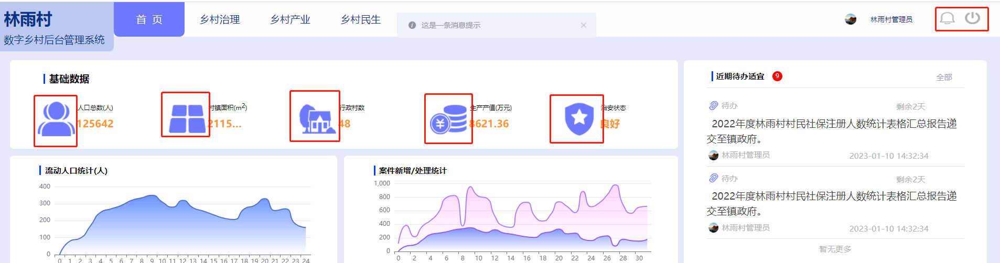 林雨村
数字乡村后台管理系统
首 页
乡村治理
乡村产业
乡村民生
这是一条消息提示
林雨村管理员
基础数据
人口总数(人)
125642
村镇面积(m2)
2115...
行政村数
48
生产产值(万元)
8621.36
治安状态
良好
近期待办适宜 9
全部
待办
剩余2天
2022年度林雨村村民社保注册人数统计表格汇总报告递
交至镇政府。
林雨村管理员
2023-01-10 14:32:34
待办
剩余2天
2022年度林雨村村民社保注册人数统计表格汇总报告递
交至镇政府。
林雨村管理员
2023-01-10 14:32:34
暂无更多
流动人口统计(人)
400
300
200
100
0
0 1 2 3 4 5 6 7 8 9 10 11 12 13 14 15 16 17 18 19 20 21 22 23 24
案件新增/处理统计
1,000
800
600
400
200
0
0 2 4 6 8 10 12 14 16 18 20 22 24 26 28 30